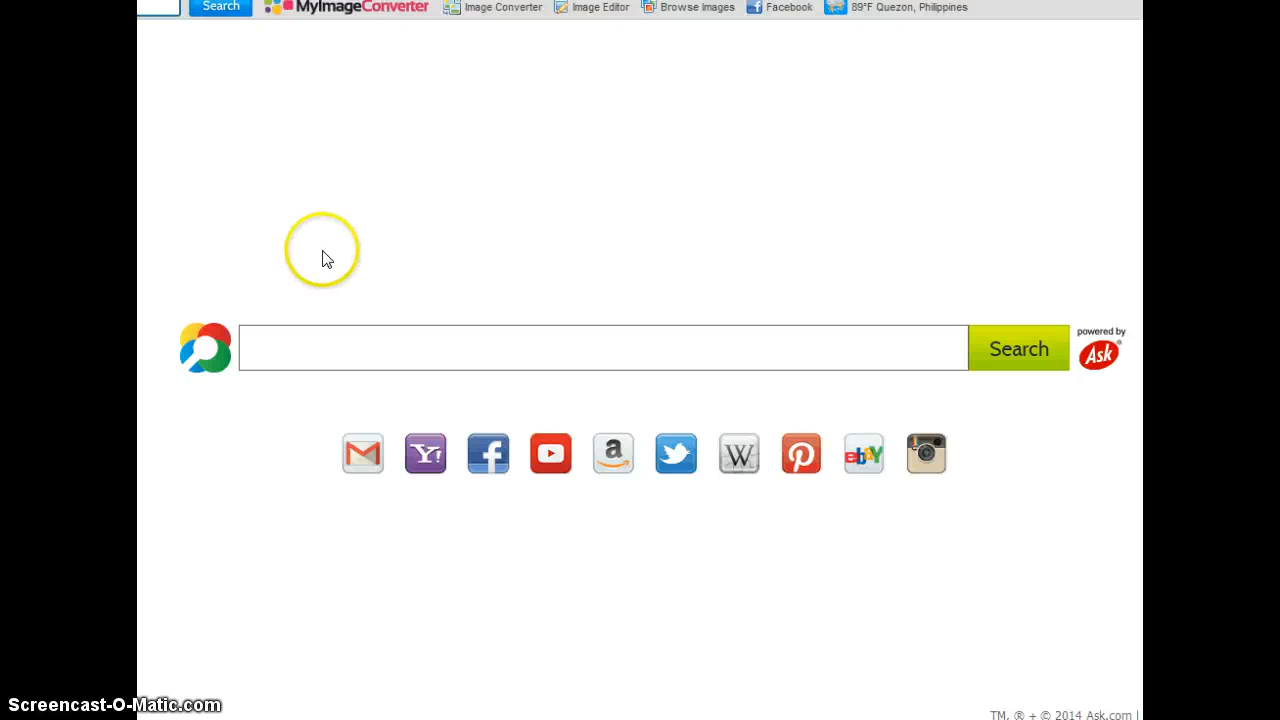 Search MyImageConverter Image Converter Image Editor Browse Images Facebook 89°F Quezon, Philippines
Search
powered by
Ask
Y!
f
a
W
ebay
Screencast-O-Matic.com
TM, ® + © 2014 Ask.com |